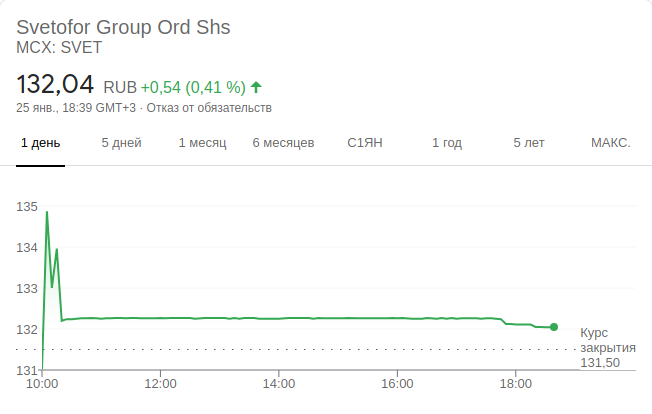 Svetofor Group Ord Shs
MCX: SVET
132,04 RUB +0,54 (0,41 %)
25 янв., 18:39 GMT+3 · Отказ от обязательств
1 день 5 дней 1 месяц 6 месяцев С1ЯН 1 год 5 лет МАКС.
135
134
133
132
131
Курс
закрытия
131,50
10:00 12:00 14:00 16:00 18:00